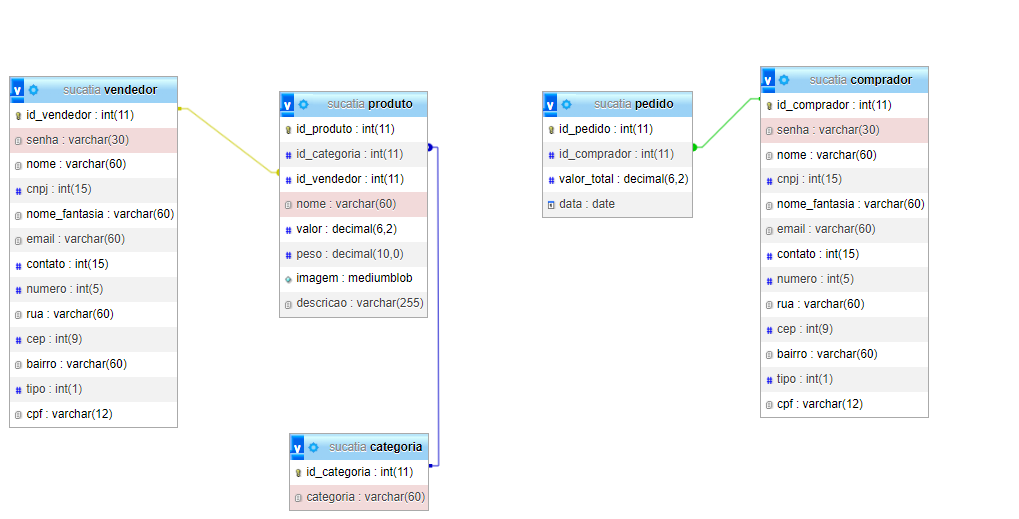 sucatia vendedor
id_vendedor : int(11)
senha : varchar(30)
nome : varchar(60)
cnpj : int(15)
nome_fantasia : varchar(60)
email : varchar(60)
contato : int(15)
numero : int(5)
rua : varchar(60)
cep : int(9)
bairro : varchar(60)
tipo : int(1)
cpf : varchar(12)
sucatia produto
id_produto : int(11)
id_categoria : int(11)
id_vendedor : int(11)
nome : varchar(60)
valor : decimal(6,2)
peso : decimal(10,0)
imagem : mediumblob
descricao : varchar(255)
sucatia categoria
id_categoria : int(11)
categoria : varchar(60)
sucatia pedido
id_pedido : int(11)
id_comprador : int(11)
valor_total : decimal(6,2)
data : date
sucatia comprador
id_comprador : int(11)
senha : varchar(30)
nome : varchar(60)
cnpj : int(15)
nome_fantasia : varchar(60)
email : varchar(60)
contato : int(15)
numero : int(5)
rua : varchar(60)
cep : int(9)
bairro : varchar(60)
tipo : int(1)
cpf : varchar(12)